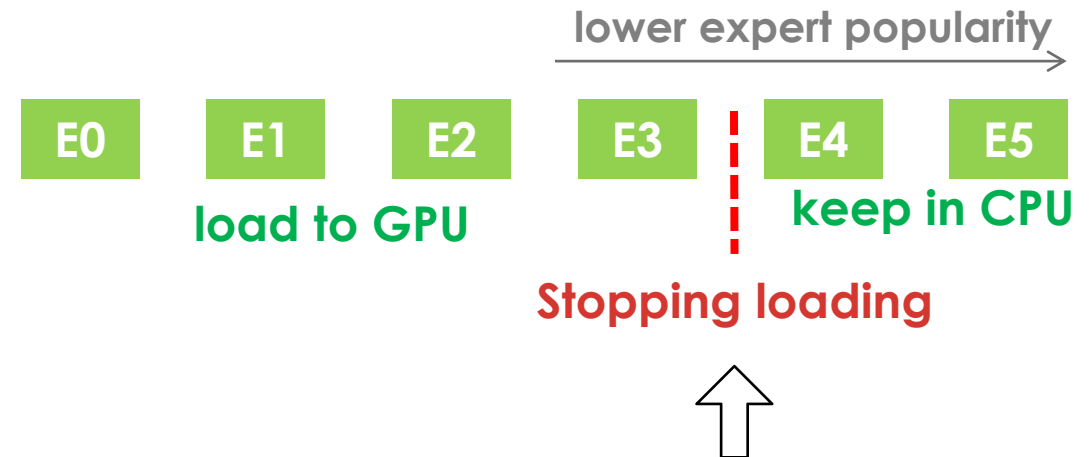 lower expert popularity
E0 E1 E2 E3 E4 E5
load to GPU
keep in CPU
Stopping loading